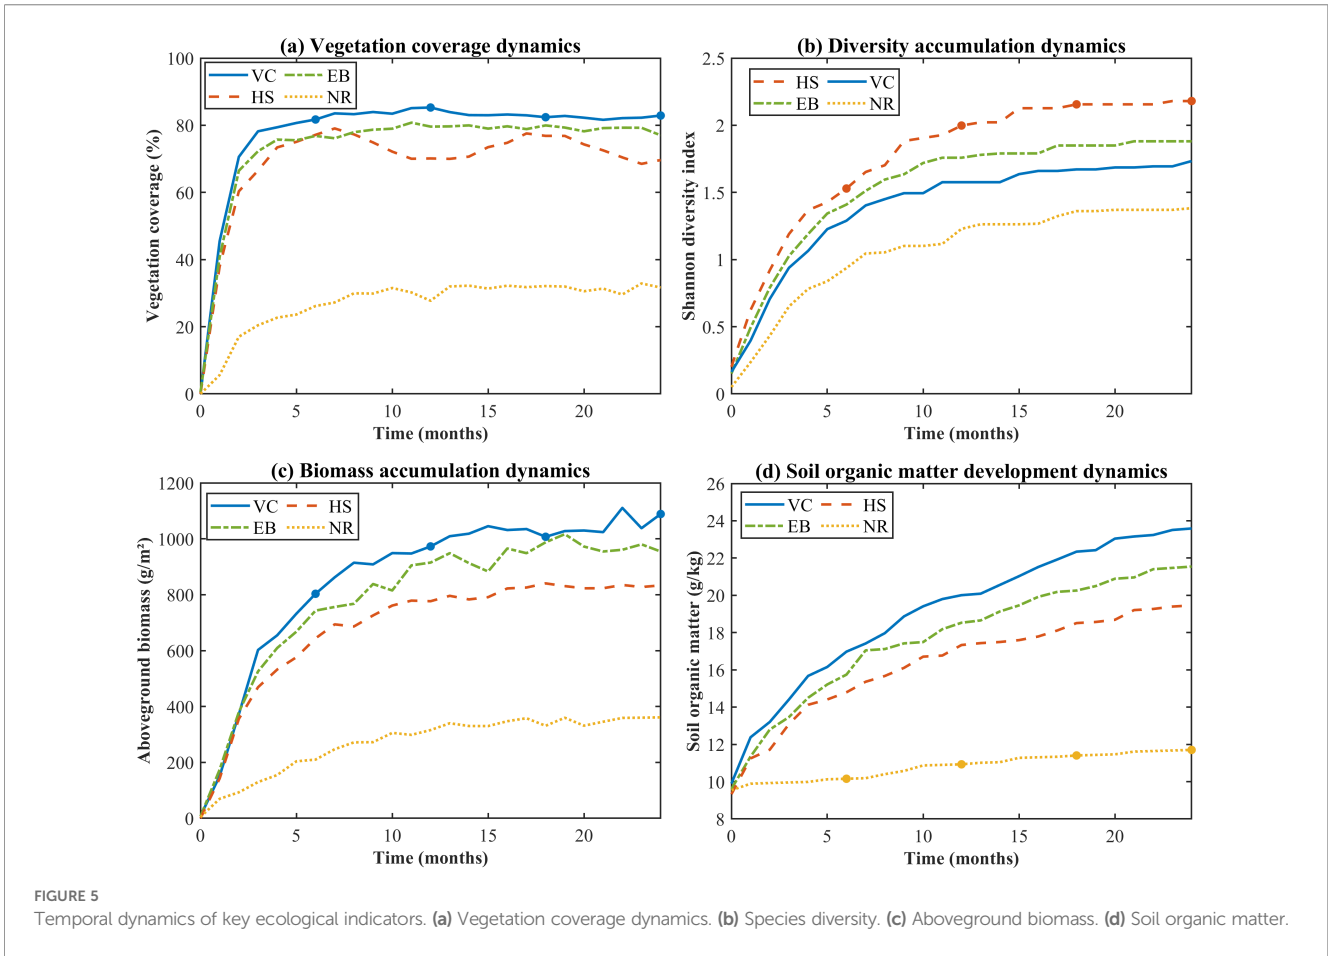 (a) Vegetation coverage dynamics
100
80
60
40
20
0
0 5 10 15 20
Vegetation coverage (%)
Time (months)
VC EB
HS NR
(b) Diversity accumulation dynamics
2.5
2
1.5
1
0.5
0
0 5 10 15 20
Shannon diversity index
Time (months)
HS VC
EB NR
(c) Biomass accumulation dynamics
1200
1000
800
600
400
200
0
0 5 10 15 20
Aboveground biomass (g/m²)
Time (months)
VC HS
EB NR
(d) Soil organic matter development dynamics
26
24
22
20
18
16
14
12
10
8
0 5 10 15 20
Soil organic matter (g/kg)
Time (months)
VC HS
EB NR
FIGURE 5
Temporal dynamics of key ecological indicators. (a) Vegetation coverage dynamics. (b) Species diversity. (c) Aboveground biomass. (d) Soil organic matter.